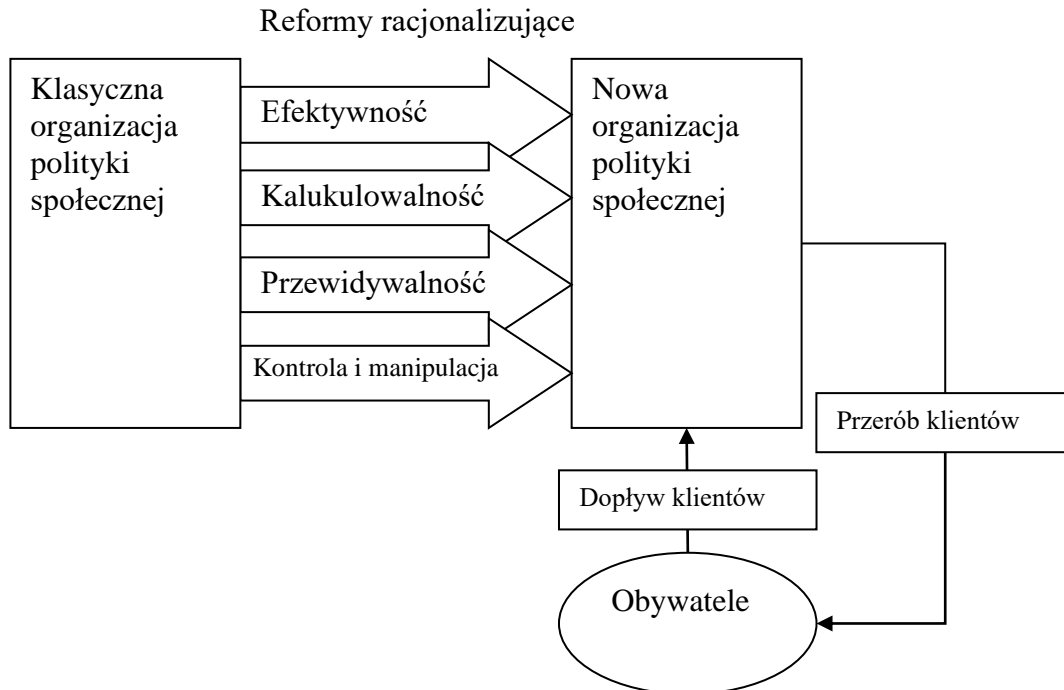 Reformy racjonalizujące
Klasyczna
organizacja
polityki
społecznej
Efektywność
Kalukulowalność
Przewidywalność
Kontrola i manipulacja
Nowa
organizacja
polityki
społecznej
Przerób klientów
Dopływ klientów
Obywatele